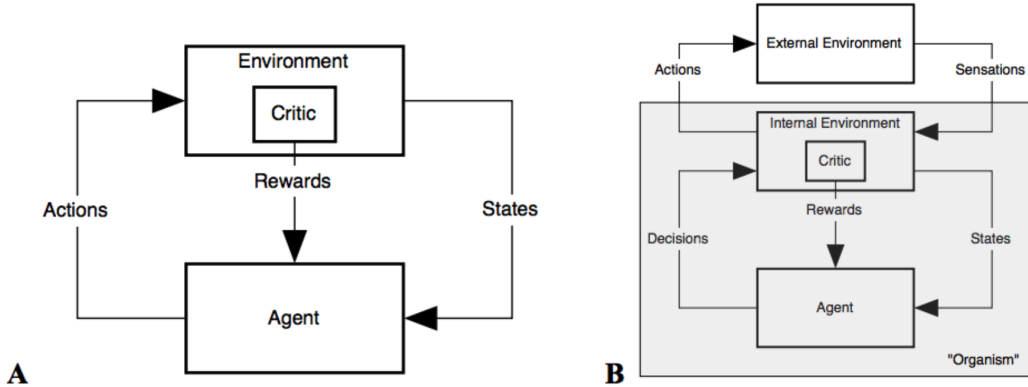 Environment
Critic
Rewards
Actions
States
Agent
A
External Environment
Actions
Sensations
Internal Environment
Critic
Rewards
Decisions
States
Agent
"Organism"
B